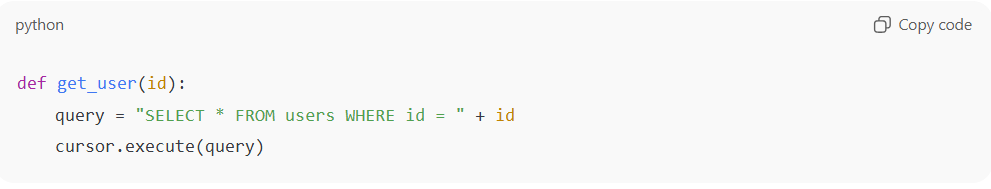 python
Copy code
def get_user(id):
    query = "SELECT * FROM users WHERE id = " + id
    cursor.execute(query)